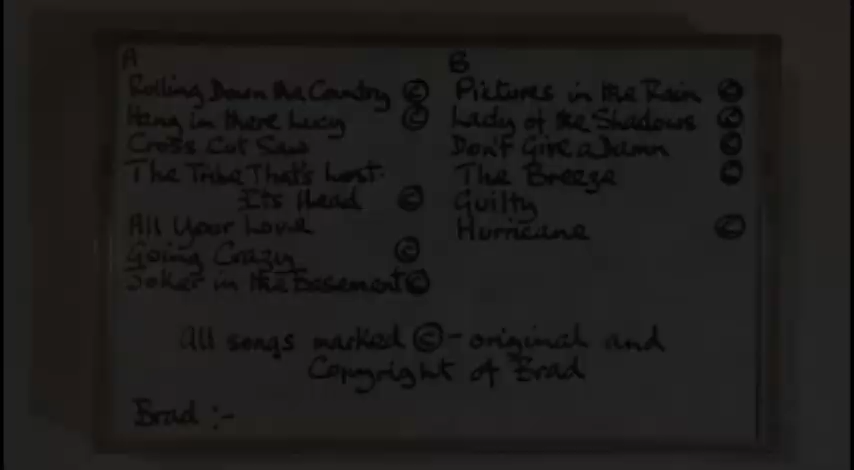 A
Rolling Down the Country ©
Hang in there Lucy ©
Cross Cut Saw
The Tribe That's Lost
Its Head ©
All Your Love
Going Crazy ©
Joker in the Basement ©
B
Pictures in the Rain ©
Lady of the Shadows ©
Don't Give a Damn ©
The Breeze ©
Guilty
Hurricane ©
All songs marked © - original and
Copyright of Brad
Brad :-